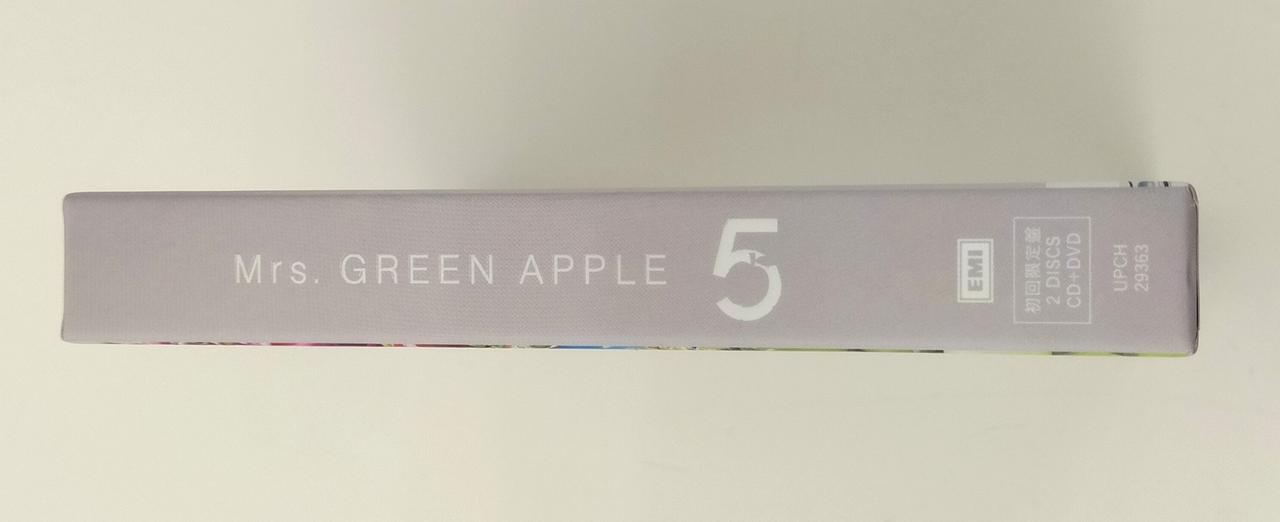 Mrs. GREEN APPLE 5
EMI
初回限定盤
2 DISCS
CD+DVD
UPCH
29363